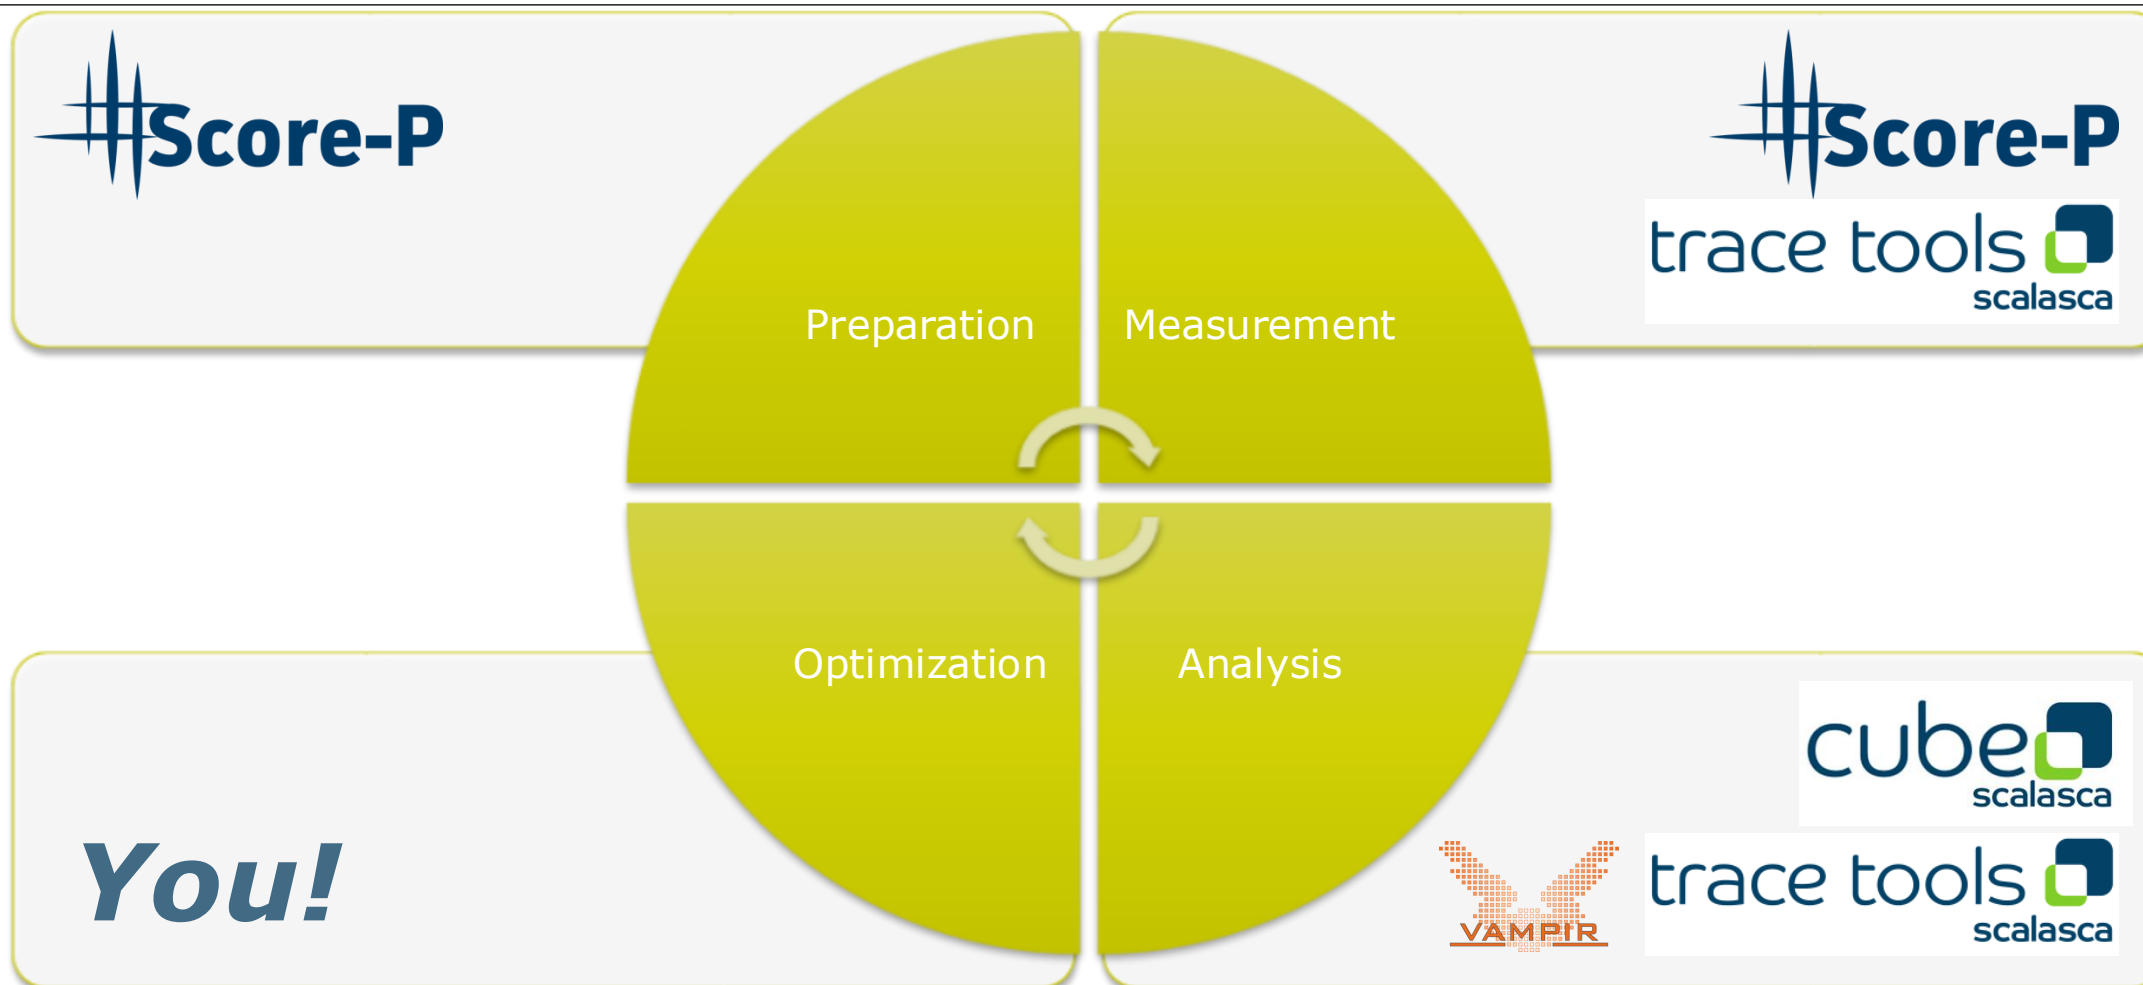 Score-P
Score-P
trace tools
scalasca
Preparation
Measurement
Optimization
Analysis
cube
scalasca
You!
VAMPIR
trace tools
scalasca